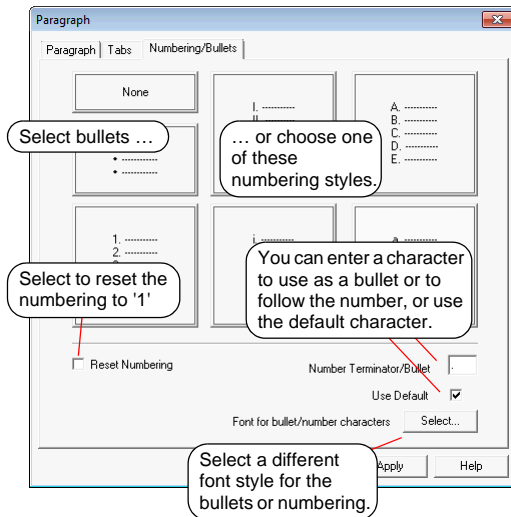 Paragraph
Paragraph Tabs Numbering/Bullets
None
I. -----------
II.
A. -----------
B. -----------
C. -----------
D. -----------
E. -----------
Select bullets …
• -----------
• -----------
… or choose one
of these
numbering styles.
1. -----------
2. -----------
i. -----------
a
Select to reset the
numbering to '1'
You can enter a character
to use as a bullet or to
follow the number, or use
the default character.
Reset Numbering
Number Terminator/Bullet .
Use Default
Font for bullet/number characters Select...
Select a different
font style for the
bullets or numbering.
Apply Help